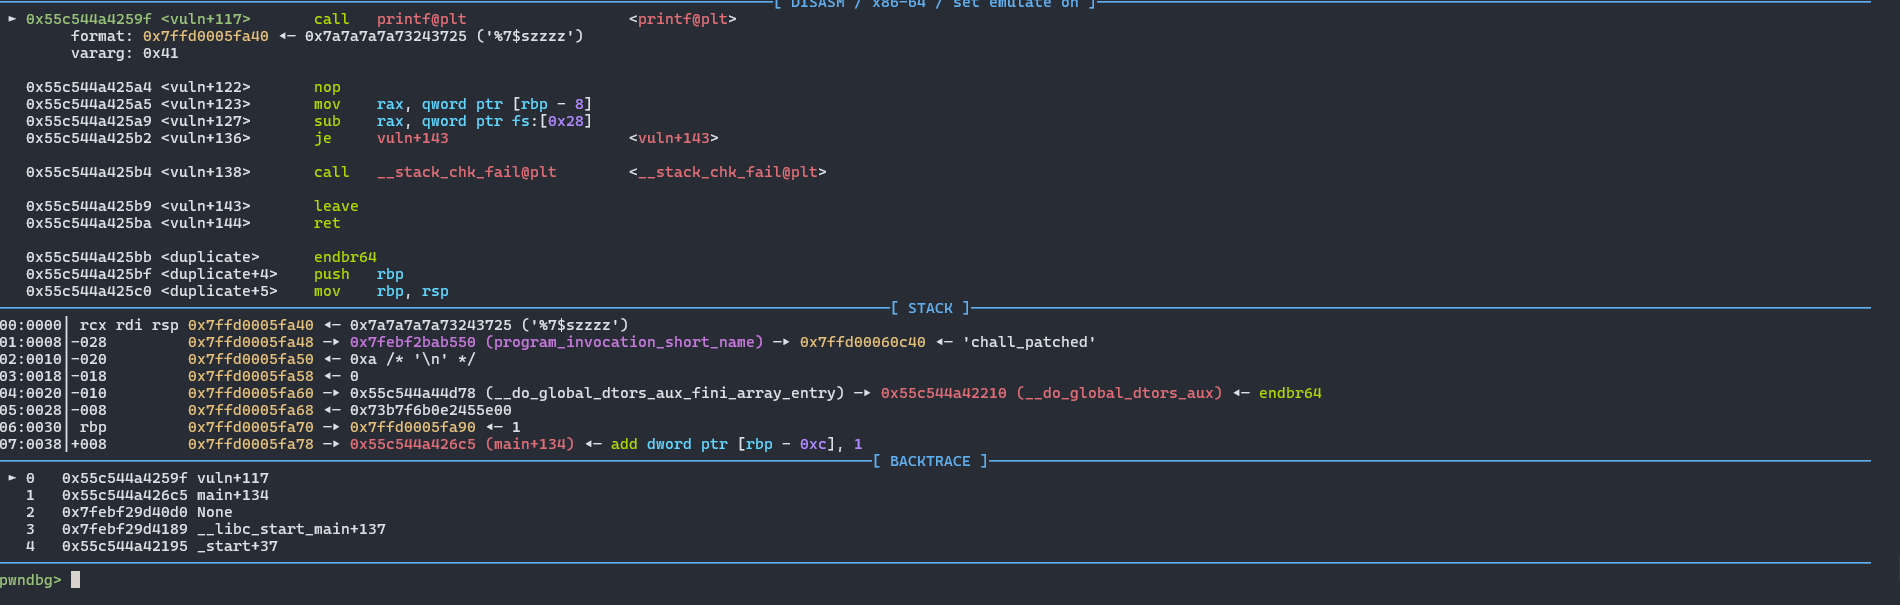 [ DISASM / x86-64 / set emulate on ]
► 0x55c544a4259f <vuln+117> call printf@plt <printf@plt>
format: 0x7ffd0005fa40 ◂— 0x7a7a7a7a73243725 ('%7$szzzz')
vararg: 0x41
0x55c544a425a4 <vuln+122> nop
0x55c544a425a5 <vuln+123> mov rax, qword ptr [rbp - 8]
0x55c544a425a9 <vuln+127> sub rax, qword ptr fs:[0x28]
0x55c544a425b2 <vuln+136> je vuln+143 <vuln+143>
0x55c544a425b4 <vuln+138> call __stack_chk_fail@plt <__stack_chk_fail@plt>
0x55c544a425b9 <vuln+143> leave
0x55c544a425ba <vuln+144> ret
0x55c544a425bb <duplicate> endbr64
0x55c544a425bf <duplicate+4> push rbp
0x55c544a425c0 <duplicate+5> mov rbp, rsp
[ STACK ]
00:0000│ rcx rdi rsp 0x7ffd0005fa40 ◂— 0x7a7a7a7a73243725 ('%7$szzzz')
01:0008│-028 0x7ffd0005fa48 —▸ 0x7febf2bab550 (program_invocation_short_name) —▸ 0x7ffd00060c40 ◂— 'chall_patched'
02:0010│-020 0x7ffd0005fa50 ◂— 0xa /* '\n' */
03:0018│-018 0x7ffd0005fa58 ◂— 0
04:0020│-010 0x7ffd0005fa60 —▸ 0x55c544a44d78 (__do_global_dtors_aux_fini_array_entry) —▸ 0x55c544a42210 (__do_global_dtors_aux) ◂— endbr64
05:0028│-008 0x7ffd0005fa68 ◂— 0x73b7f6b0e2455e00
06:0030│ rbp 0x7ffd0005fa70 —▸ 0x7ffd0005fa90 ◂— 1
07:0038│+008 0x7ffd0005fa78 —▸ 0x55c544a426c5 (main+134) ◂— add dword ptr [rbp - 0xc], 1
[ BACKTRACE ]
► 0 0x55c544a4259f vuln+117
1 0x55c544a426c5 main+134
2 0x7febf29d40d0 None
3 0x7febf29d4189 __libc_start_main+137
4 0x55c544a42195 _start+37
pwndbg>